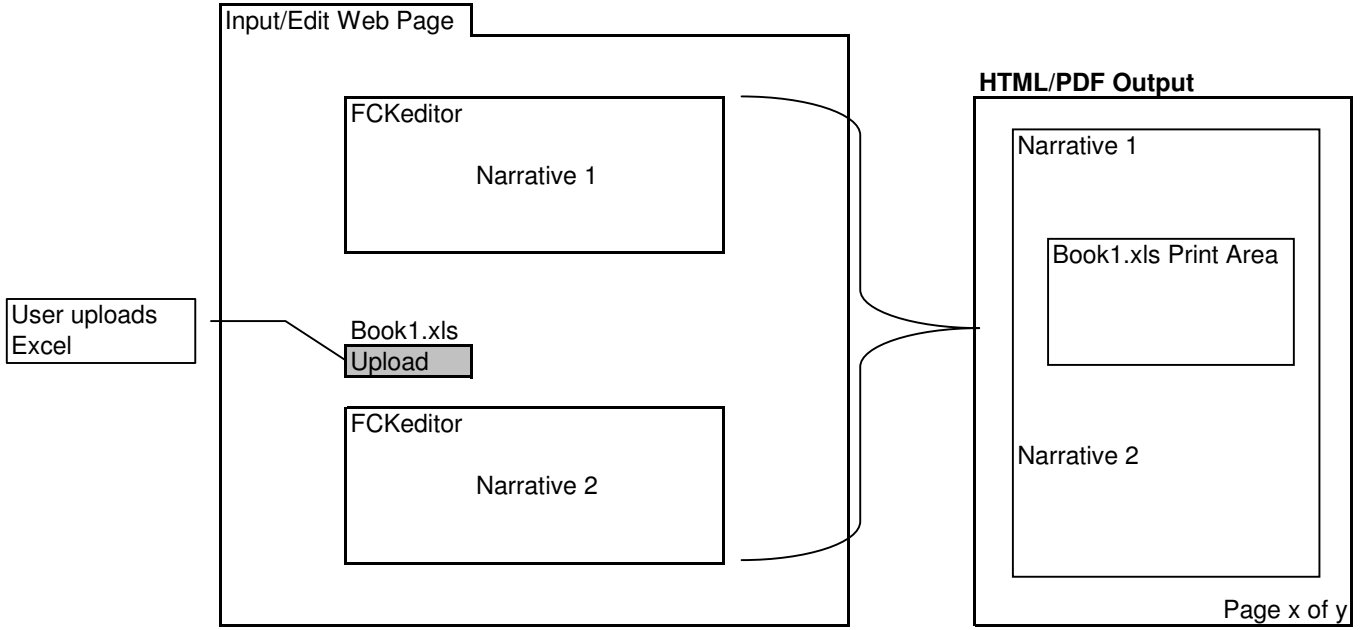 Input/Edit Web Page
FCKeditor
Narrative 1
User uploads
Excel
Book1.xls
Upload
FCKeditor
Narrative 2
HTML/PDF Output
Narrative 1
Book1.xls Print Area
Narrative 2
Page x of y